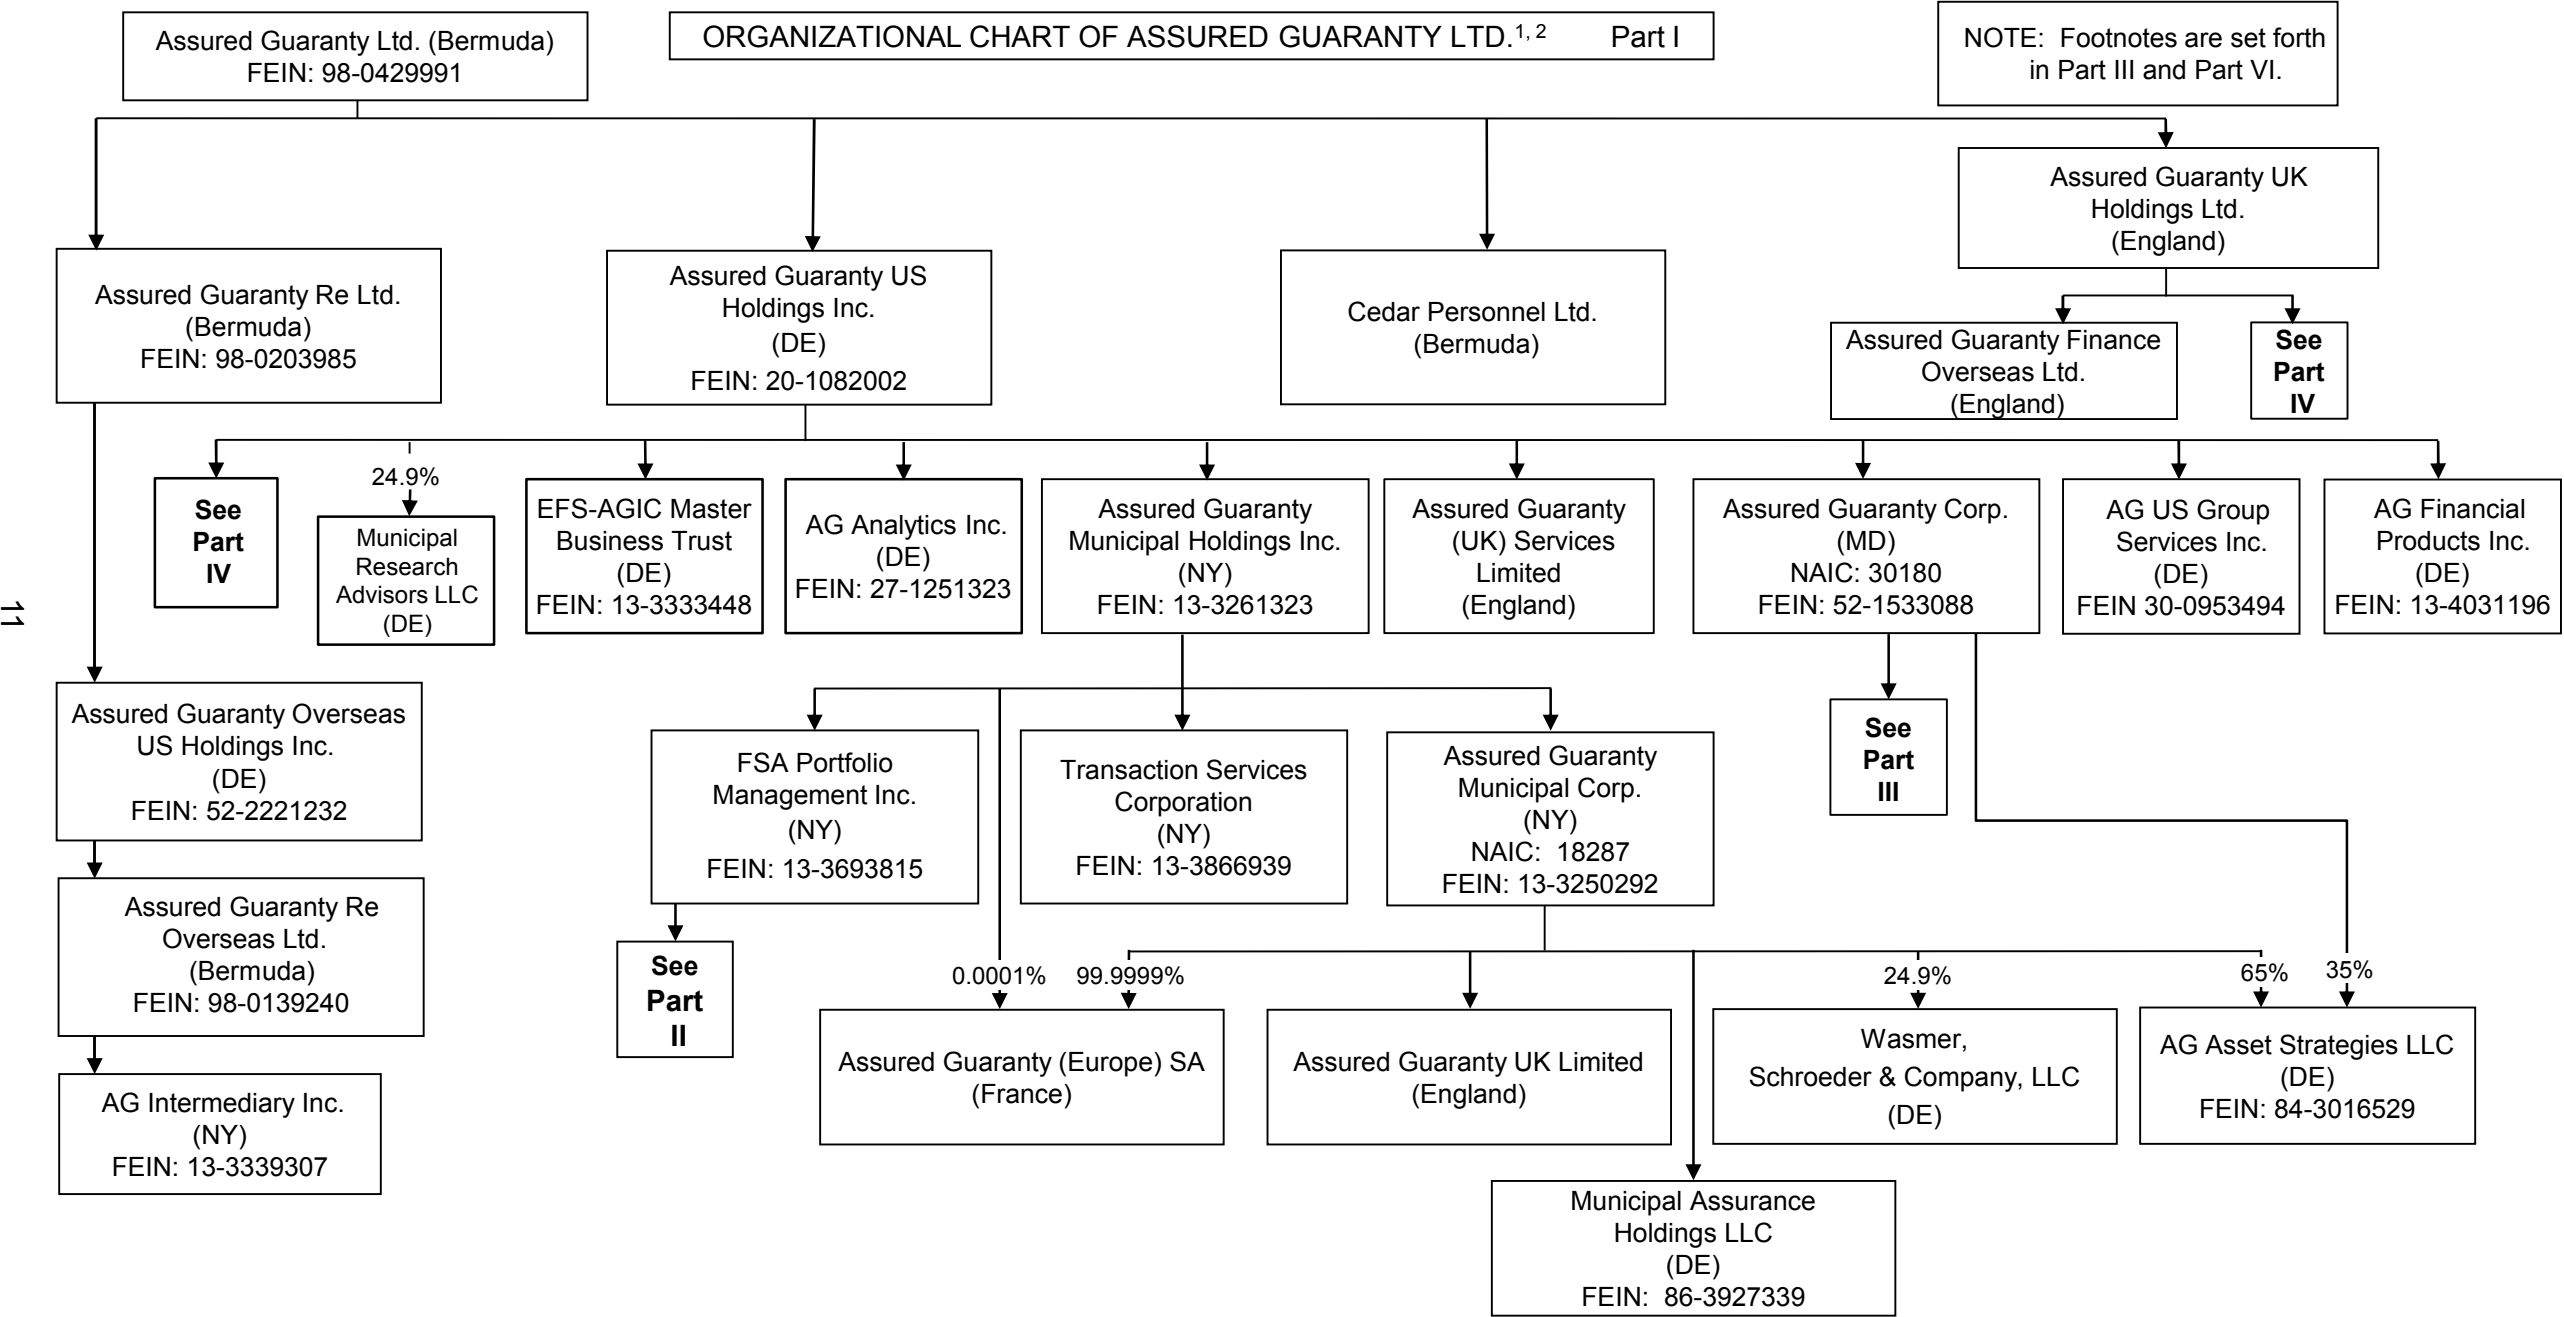 Assured Guaranty Ltd. (Bermuda)
FEIN: 98-0429991
ORGANIZATIONAL CHART OF ASSURED GUARANTY LTD.1, 2 Part I
NOTE: Footnotes are set forth
in Part III and Part VI.
Assured Guaranty UK
Holdings Ltd.
(England)
Assured Guaranty Re Ltd.
(Bermuda)
FEIN: 98-0203985
Assured Guaranty US
Holdings Inc.
(DE)
FEIN: 20-1082002
Cedar Personnel Ltd.
(Bermuda)
Assured Guaranty Finance
Overseas Ltd.
(England)
See
Part
IV
See
Part
IV
24.9%
Municipal
Research
Advisors LLC
(DE)
EFS-AGIC Master
Business Trust
(DE)
FEIN: 13-3333448
AG Analytics Inc.
(DE)
FEIN: 27-1251323
Assured Guaranty
Municipal Holdings Inc.
(NY)
FEIN: 13-3261323
Assured Guaranty
(UK) Services
Limited
(England)
Assured Guaranty Corp.
(MD)
NAIC: 30180
FEIN: 52-1533088
AG US Group
Services Inc.
(DE)
FEIN 30-0953494
AG Financial
Products Inc.
(DE)
FEIN: 13-4031196
11
Assured Guaranty Overseas
US Holdings Inc.
(DE)
FEIN: 52-2221232
FSA Portfolio
Management Inc.
(NY)
FEIN: 13-3693815
Transaction Services
Corporation
(NY)
FEIN: 13-3866939
Assured Guaranty
Municipal Corp.
(NY)
NAIC: 18287
FEIN: 13-3250292
See
Part
III
Assured Guaranty Re
Overseas Ltd.
(Bermuda)
FEIN: 98-0139240
See
Part
II
0.0001%
99.9999%
24.9%
65%
35%
Assured Guaranty (Europe) SA
(France)
Assured Guaranty UK Limited
(England)
Wasmer,
Schroeder & Company, LLC
(DE)
AG Asset Strategies LLC
(DE)
FEIN: 84-3016529
AG Intermediary Inc.
(NY)
FEIN: 13-3339307
Municipal Assurance
Holdings LLC
(DE)
FEIN: 86-3927339